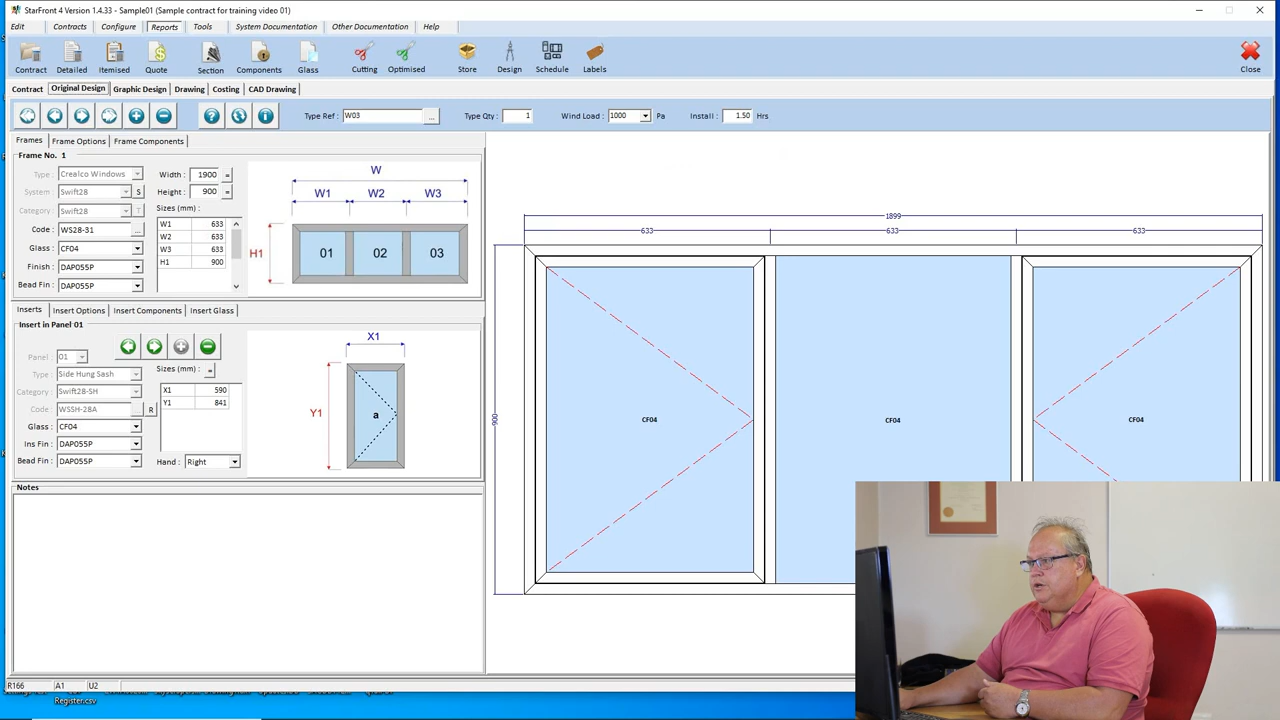 StarFront 4 Version 1.4.33 - Sample01 (Sample contract for training video 01)
Edit Contracts Configure Reports Tools System Documentation Other Documentation Help
Contract Detailed Itemised Quote Section Components Glass Cutting Optimised Store Design Schedule Labels Close
Contract Original Design Graphic Design Drawing Costing CAD Drawing
Type Ref : W03 ... Type Qty : 1 Wind Load : 1000 Pa Install : 1.50 Hrs
Frames Frame Options Frame Components
Frame No. 1
Type : Crealco Windows Width : 1900 =
System : Swift28 S Height : 900 =
Category : Swift28 T Sizes (mm) :
Code : WS28-31 ...
Glass : CF04
Finish : DAP055P
Bead Fin : DAP055P
W1 633
W2 633
W3 633
H1 900
W
W1 W2 W3
H1 01 02 03
Inserts Insert Options Insert Components Insert Glass
Insert in Panel 01
Panel : 01
Type : Side Hung Sash Sizes (mm) : =
Category : Swift28-SH
Code : WSSH-28A R
Glass : CF04
Ins Fin : DAP055P
Bead Fin : DAP055P Hand : Right
X1 590
Y1 841
X1
Y1 a
Notes
1899
633 633 633
900
CF04 CF04 CF04
R166 A1 U2
Register.csv